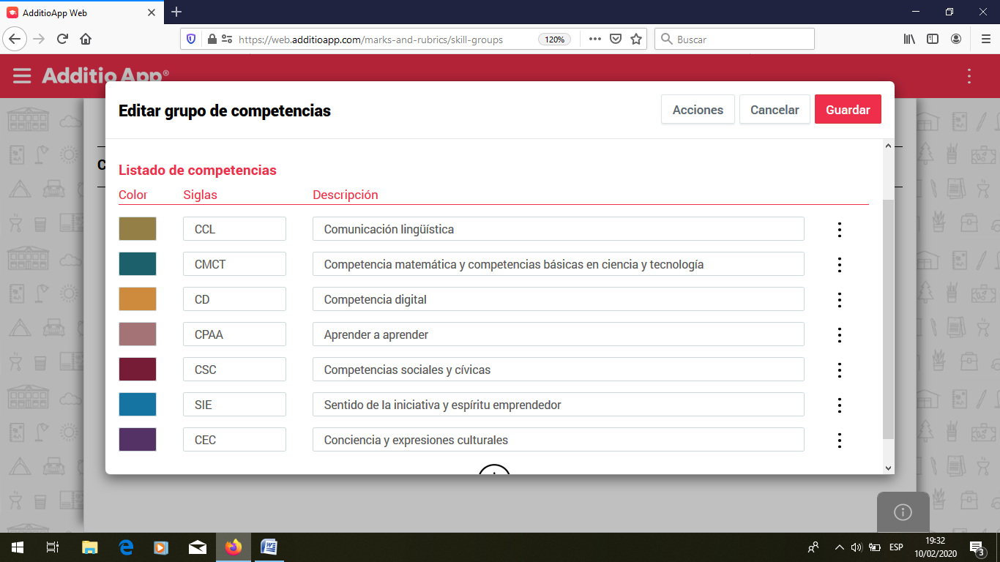 AdditioApp Web
https://web.additioapp.com/marks-and-rubrics/skill-groups
120%
Buscar
Additio App®
Editar grupo de competencias
Acciones
Cancelar
Guardar
C
Listado de competencias
Color Siglas Descripción
CCL Comunicación lingüística
CMCT Competencia matemática y competencias básicas en ciencia y tecnología
CD Competencia digital
CPAA Aprender a aprender
CSC Competencias sociales y cívicas
SIE Sentido de la iniciativa y espíritu emprendedor
CEC Conciencia y expresiones culturales
ESP
19:32
10/02/2020
3